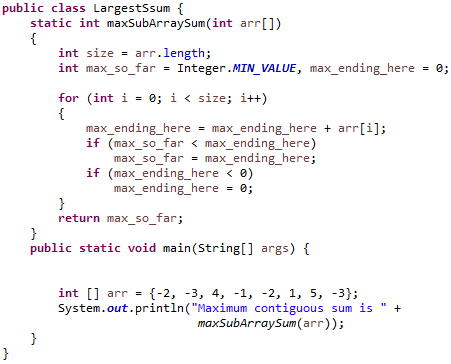 public class LargestSsum {
    static int maxSubArraySum(int arr[])
    {
        int size = arr.length;
        int max_so_far = Integer.MIN_VALUE, max_ending_here = 0;

        for (int i = 0; i < size; i++)
        {
            max_ending_here = max_ending_here + arr[i];
            if (max_so_far < max_ending_here)
                max_so_far = max_ending_here;
            if (max_ending_here < 0)
                max_ending_here = 0;
        }
        return max_so_far;
    }
    public static void main(String[] args) {


        int [] arr = {-2, -3, 4, -1, -2, 1, 5, -3};
        System.out.println("Maximum contiguous sum is " +
                            maxSubArraySum(arr));
    }
}